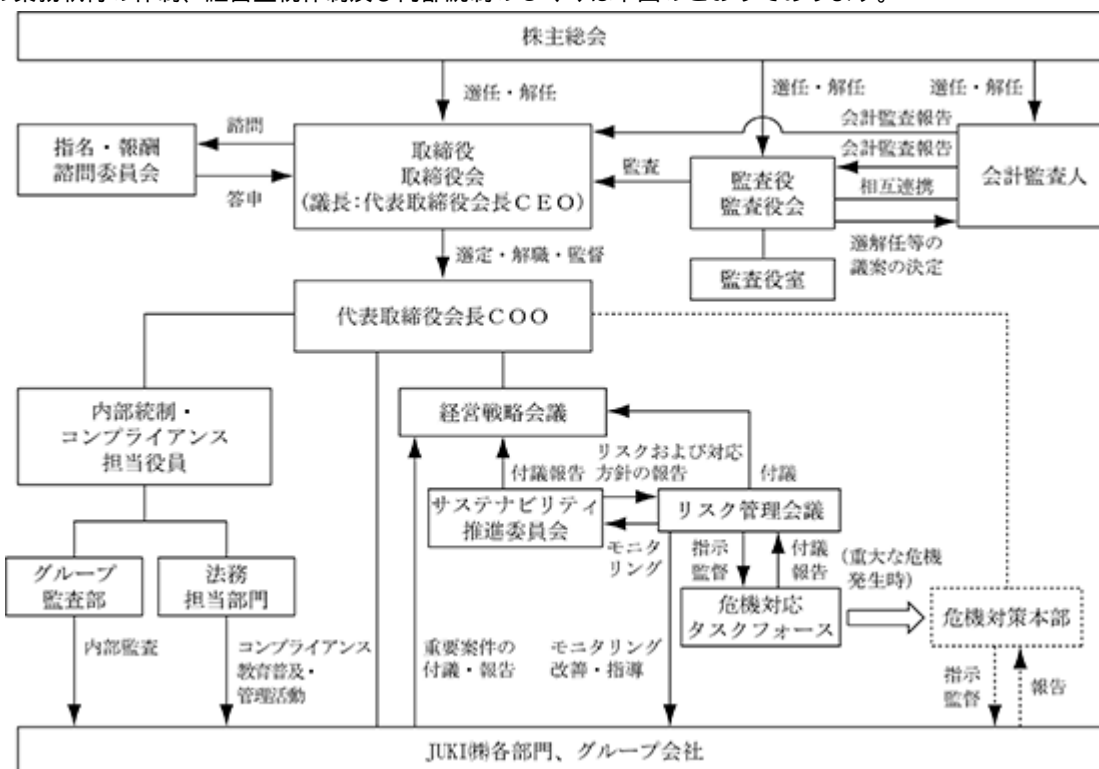 株主総会
選任・解任
選任・解任
選任・解任
指名・報酬
諮問委員会
諮問
答申
取締役
取締役会
(議長:代表取締役会長CEO)
監査
監査役
監査役会
会計監査報告
会計監査報告
相互連携
会計監査人
選解任等の
議案の決定
監査役室
選定・解職・監督
代表取締役会長COO
内部統制・
コンプライアンス
担当役員
経営戦略会議
付議報告
リスクおよび対応
方針の報告
付議
サステナビリティ
推進委員会
リスク管理会議
モニタ
リング
指示
監督
付議
報告
(重大な危機
発生時)
グループ
監査部
法務
担当部門
危機対応
タスクフォース
危機対策本部
内部監査
コンプライアンス
教育普及・
管理活動
重要案件の
付議・報告
モニタリング
改善・指導
指示
監督
報告
JUKI㈱各部門、グループ会社